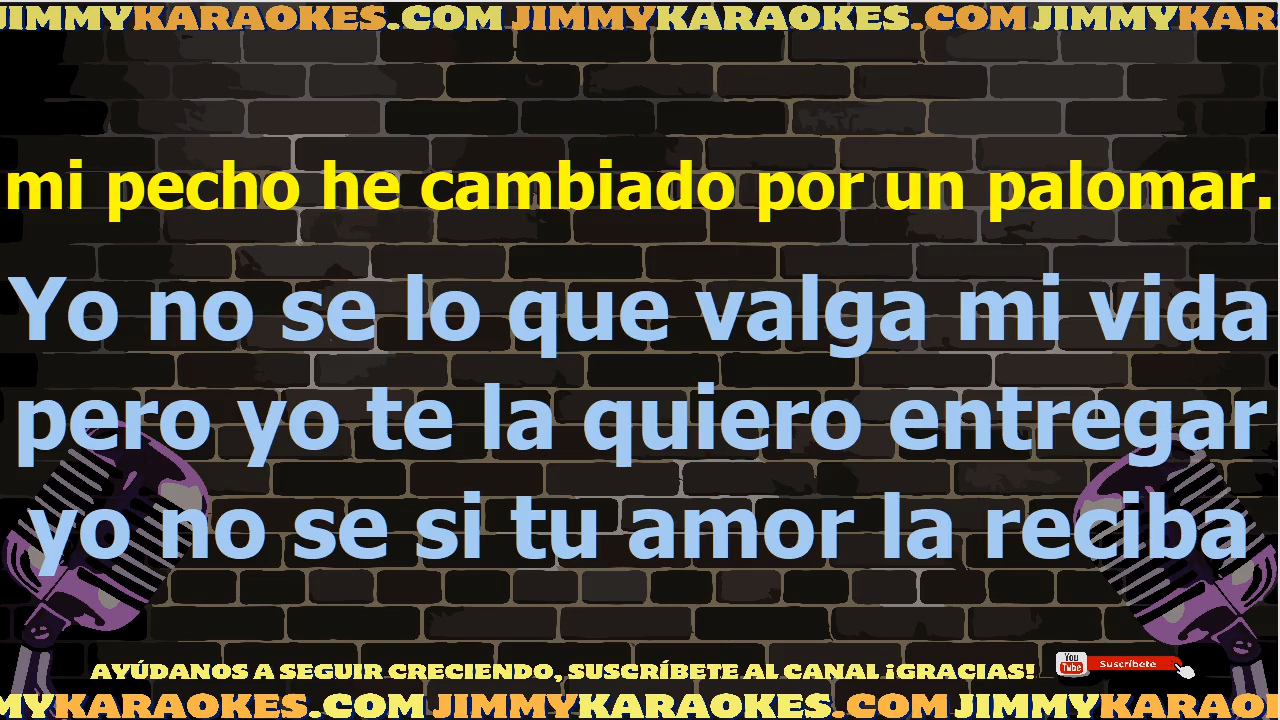 JIMMYKARAOKES.COM JIMMYKARAOKES.COM JIMMYKAR
mi pecho he cambiado por un palomar.
Yo no se lo que valga mi vida
pero yo te la quiero entregar
yo no se si tu amor la reciba
AYÚDANOS A SEGUIR CRECIENDO, SUSCRÍBETE AL CANAL ¡GRACIAS!
You Tube Suscríbete
MYKARAOKES.COM JIMMYKARAOKES.COM JIMMYKARAO